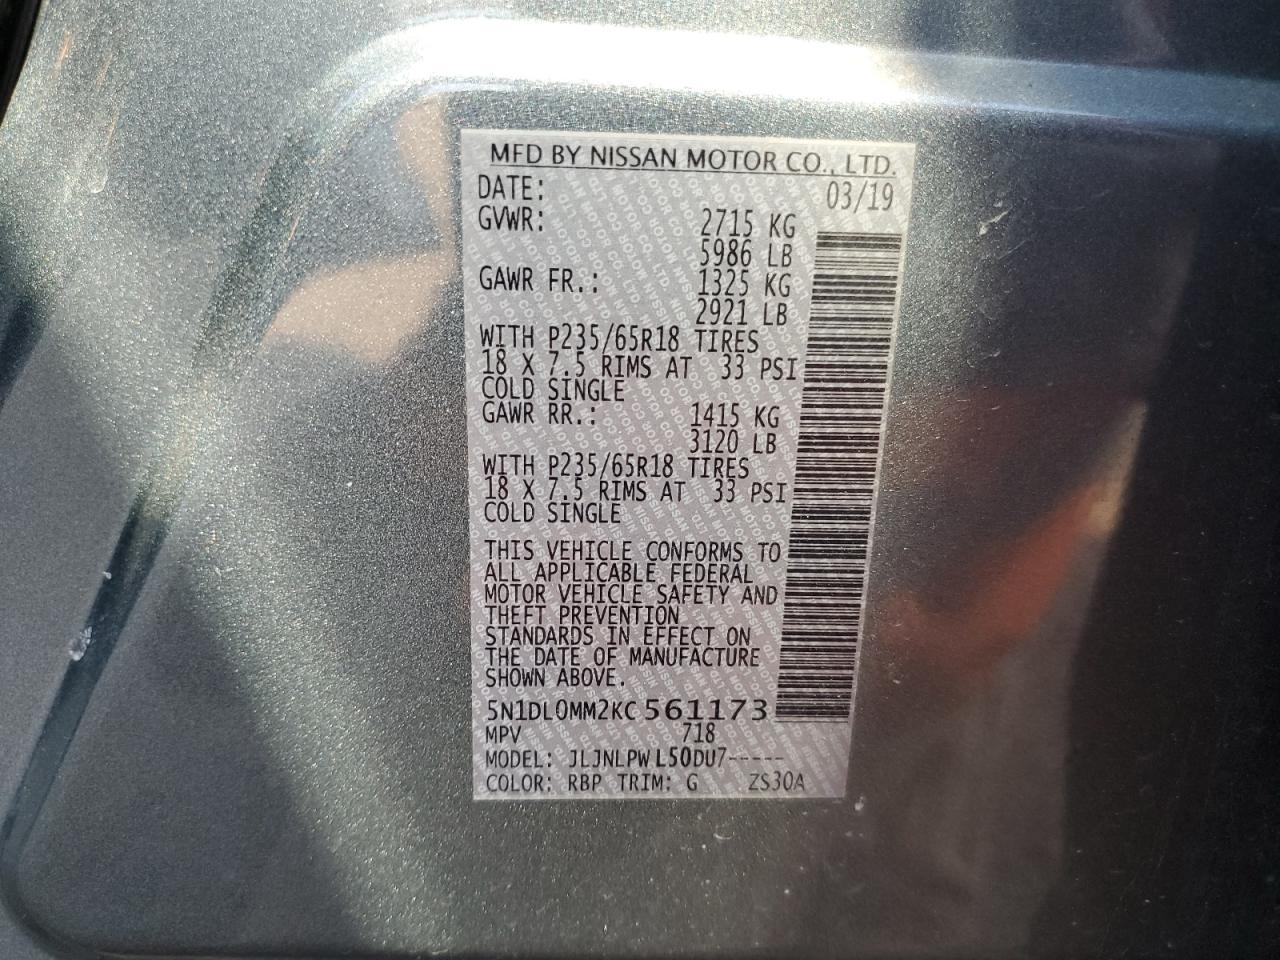 MFD BY NISSAN MOTOR CO., LTD.
DATE: 03/19
GVWR: 2715 KG
5986 LB
GAWR FR.: 1325 KG
2921 LB
WITH P235/65R18 TIRES
18 X 7.5 RIMS AT 33 PSI
COLD SINGLE
GAWR RR.: 1415 KG
3120 LB
WITH P235/65R18 TIRES
18 X 7.5 RIMS AT 33 PSI
COLD SINGLE
THIS VEHICLE CONFORMS TO
ALL APPLICABLE FEDERAL
MOTOR VEHICLE SAFETY AND
THEFT PREVENTION
STANDARDS IN EFFECT ON
THE DATE OF MANUFACTURE
SHOWN ABOVE.
5N1DL0MM2KC561173
MPV 718
MODEL: JLJNLPW L50DU7-----
COLOR: RBP TRIM: G ZS30A